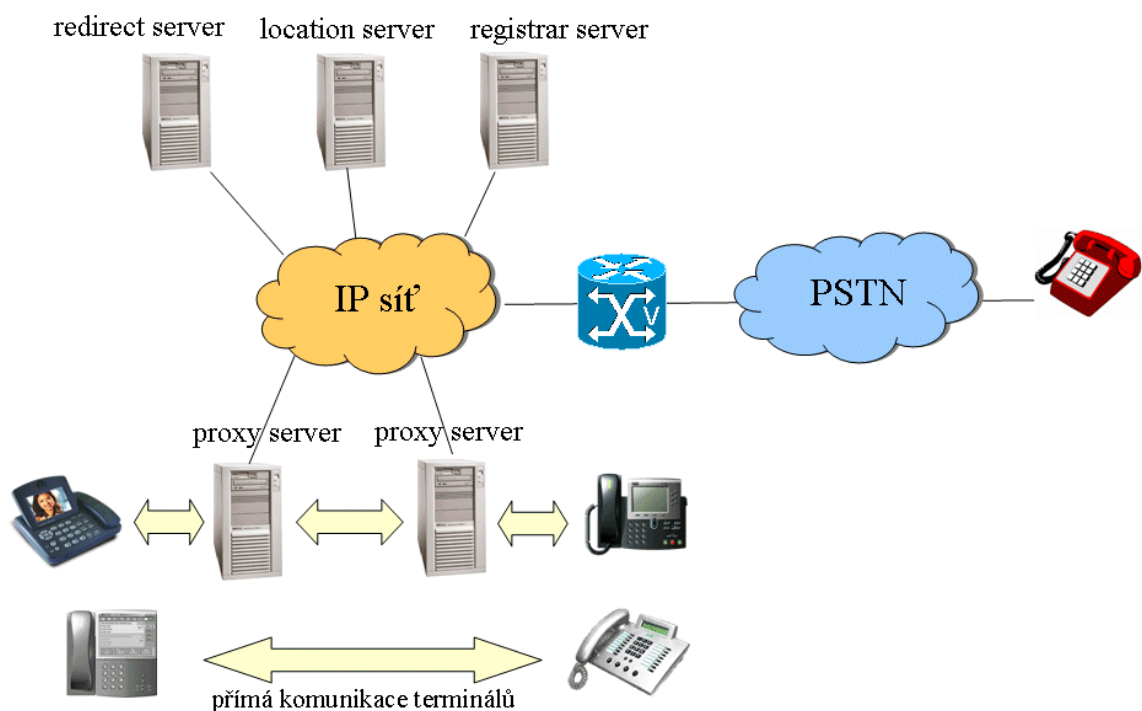 redirect server
location server
registrar server
IP síť
V
PSTN
proxy server
proxy server
přímá komunikace terminálů